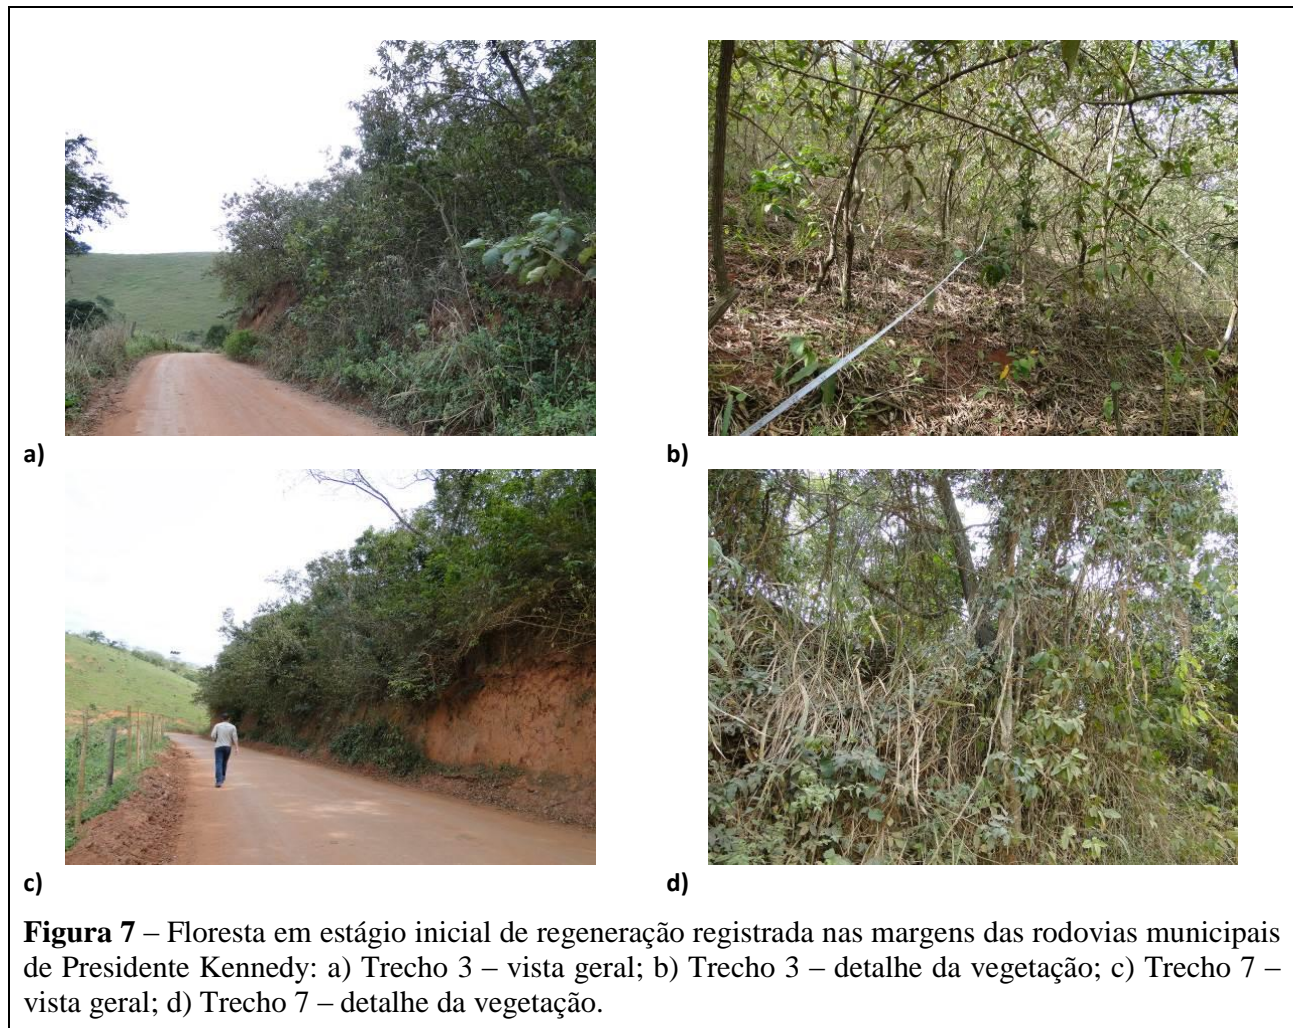 a)
b)
c)
d)
Figura 7 – Floresta em estágio inicial de regeneração registrada nas margens das rodovias municipais
de Presidente Kennedy: a) Trecho 3 – vista geral; b) Trecho 3 – detalhe da vegetação; c) Trecho 7 –
vista geral; d) Trecho 7 – detalhe da vegetação.